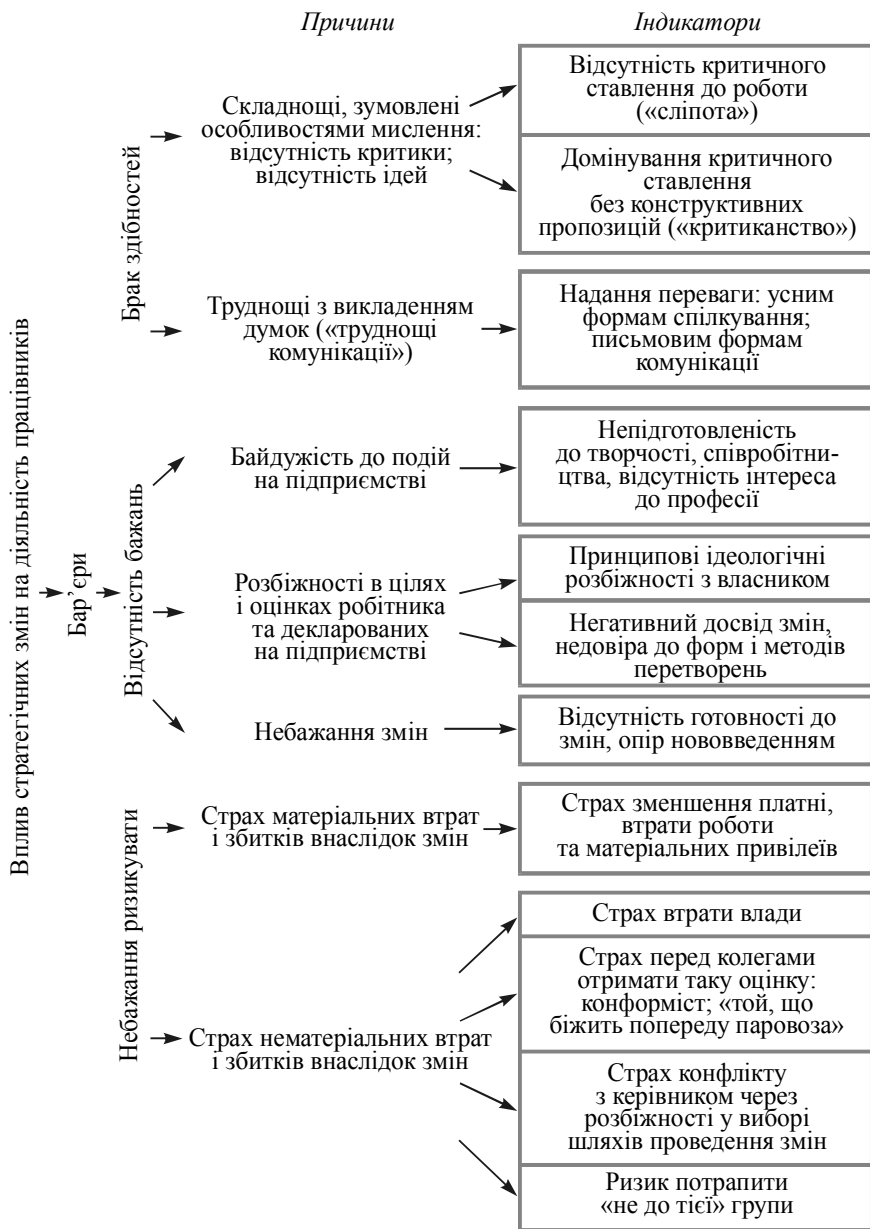 Причини
Індикатори
Вплив стратегічних змін на діяльність працівників
Бар’єри
Брак здібностей
Складнощі, зумовлені
особливостями мислення:
відсутність критики;
відсутність ідей
Відсутність критичного
ставлення до роботи
(«сліпота»)
Домінування критичного
ставлення
без конструктивних
пропозицій («критиканство»)
Труднощі з викладенням
думок («труднощі
комунікації»)
Надання переваги: усним
формам спілкування;
письмовим формам
комунікації
Відсутність бажань
Байдужість до подій
на підприємстві
Непідготовленість
до творчості, співробітни-
цтва, відсутність інтереса
до професії
Розбіжності в цілях
і оцінках робітника
та декларованих
на підприємстві
Принципові ідеологічні
розбіжності з власником
Негативний досвід змін,
недовіра до форм і методів
перетворень
Небажання змін
Відсутність готовності до
змін, опір нововведенням
Небажання ризикувати
Страх матеріальних втрат
і збитків внаслідок змін
Страх зменшення платні,
втрати роботи
та матеріальних привілеїв
Страх нематеріальних втрат
і збитків внаслідок змін
Страх втрати влади
Страх перед колегами
отримати таку оцінку:
конформіст; «той, що
біжить попереду паровоза»
Страх конфлікту
з керівником через
розбіжності у виборі
шляхів проведення змін
Ризик потрапити
«не до тієї» групи